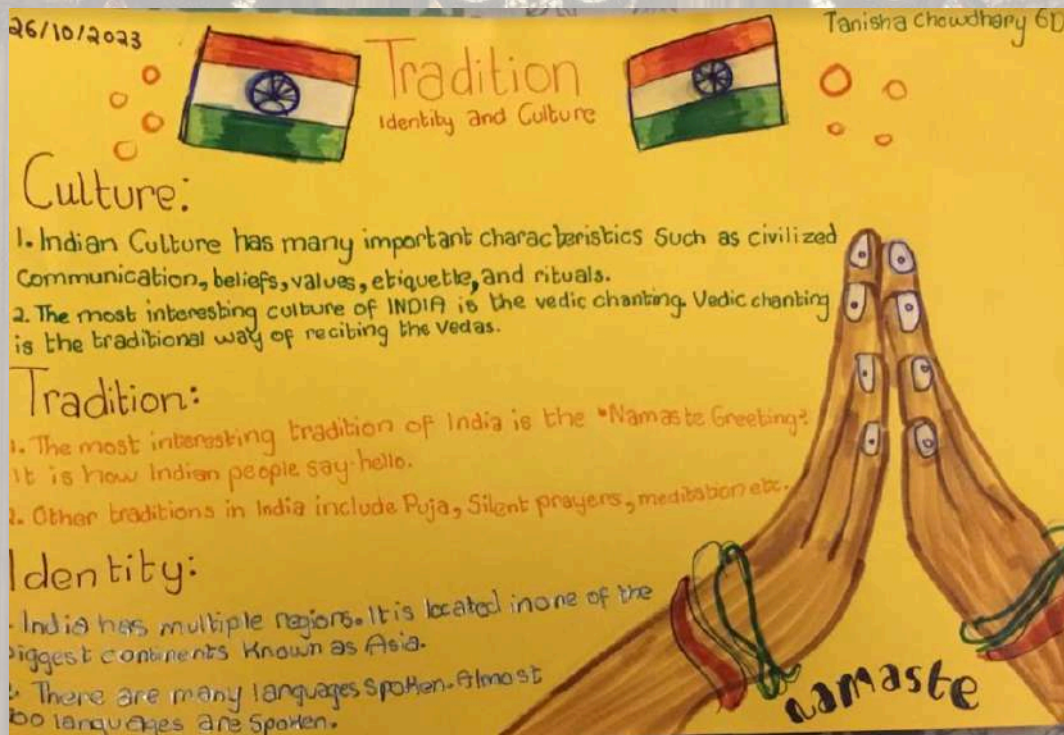 26/10/2023
Tanisha Chowdhary 6D
Tradition
Identity and Culture
Culture:
1. Indian Culture has many important characteristics Such as civilized
Communication, beliefs, values, etiquette, and rituals.
2. The most interesting culture of INDIA is the vedic chanting. Vedic chanting
is the traditional way of reciting the Vedas.
Tradition:
1. The most interesting tradition of India is the "Namaste Greeting".
It is how Indian people say-hello.
2. Other traditions in India include Puja, Silent prayers, meditation etc.
Identity:
India has multiple regions. It is located in one of the
biggest continents Known as Asia.
There are many languages spoken. Almost
languages are Spoken.
Namaste